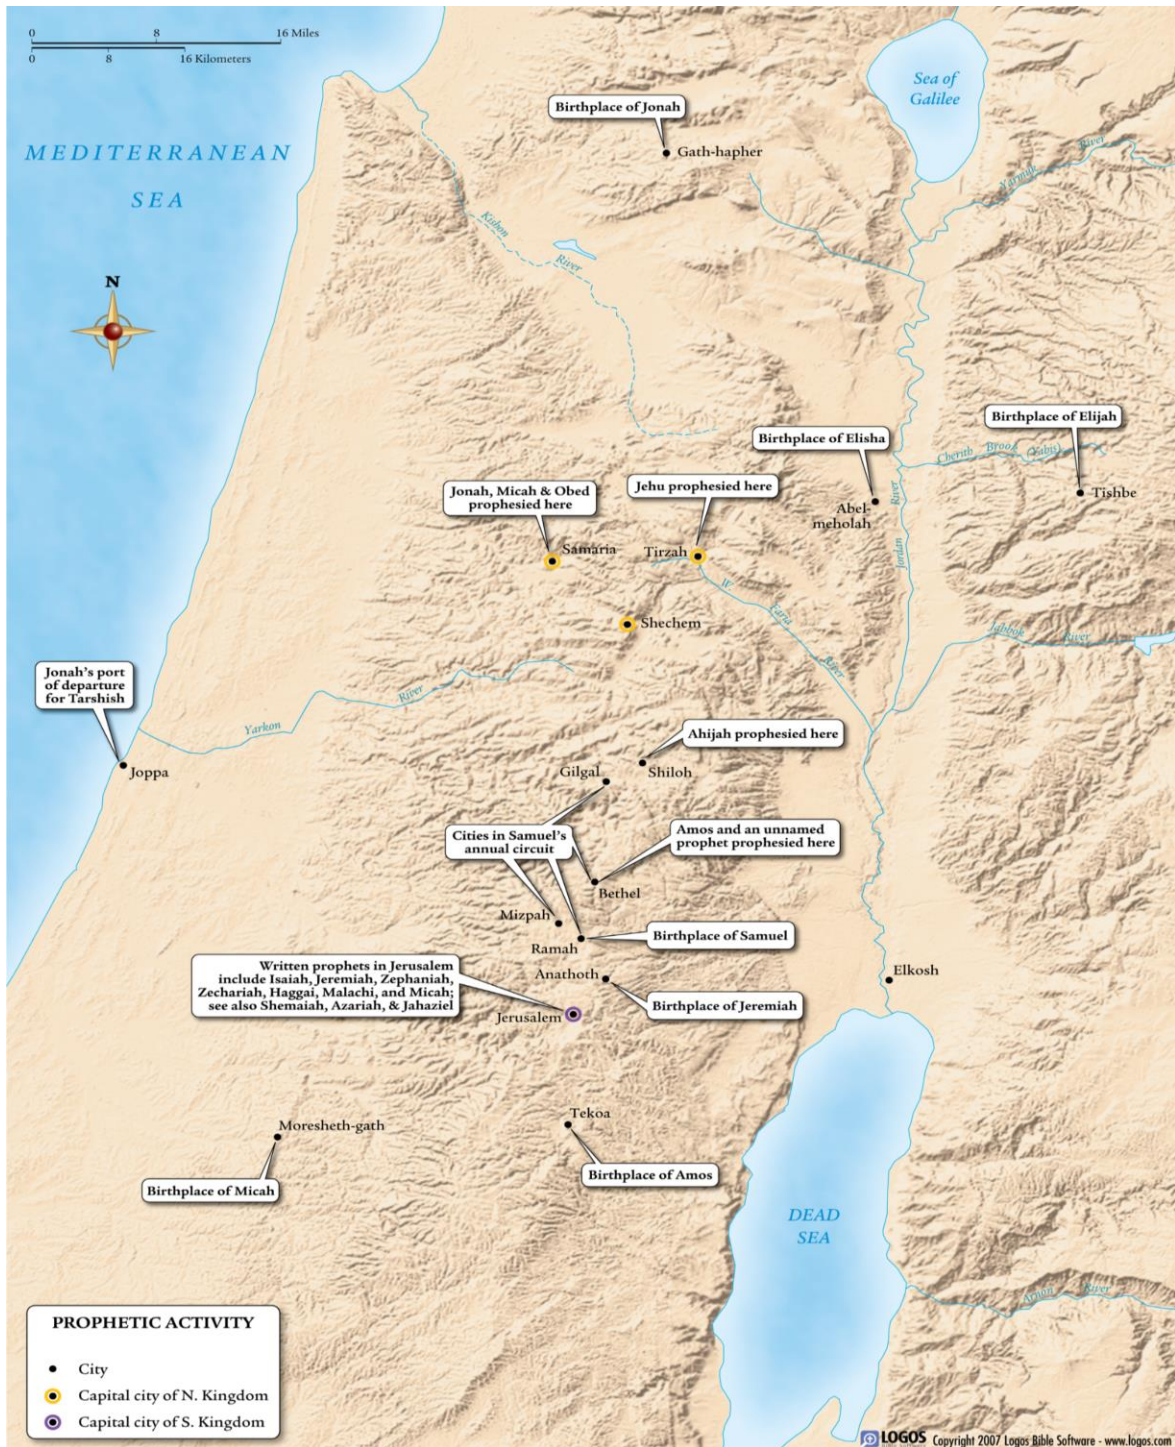 0 8 16 Miles
0 8 16 Kilometers
MEDITERRANEAN
SEA
N
Sea of
Galilee
Birthplace of Jonah
Gath-hapher
Yarmuk River
Kishon River
Birthplace of Elijah
Cherith Brook (Yabis)
Tishbe
Birthplace of Elisha
Abel-
meholah
Jordan River
Jehu prophesied here
Tirzah
Jonah, Micah & Obed
prophesied here
Samaria
Shechem
W. Faria River
Jabbok River
Jonah's port
of departure
for Tarshish
Joppa
Yarkon River
Ahijah prophesied here
Shiloh
Gilgal
Cities in Samuel's
annual circuit
Amos and an unnamed
prophet prophesied here
Bethel
Mizpah
Ramah
Birthplace of Samuel
Written prophets in Jerusalem
include Isaiah, Jeremiah, Zephaniah,
Zechariah, Haggai, Malachi, and Micah;
see also Shemaiah, Azariah, & Jahaziel
Anathoth
Elkosh
Birthplace of Jeremiah
Jerusalem
Moresheth-gath
Tekoa
Birthplace of Micah
Birthplace of Amos
DEAD
SEA
Arnon River
PROPHETIC ACTIVITY
City
Capital city of N. Kingdom
Capital city of S. Kingdom
LOGOS Copyright 2007 Logos Bible Software - www.logos.com